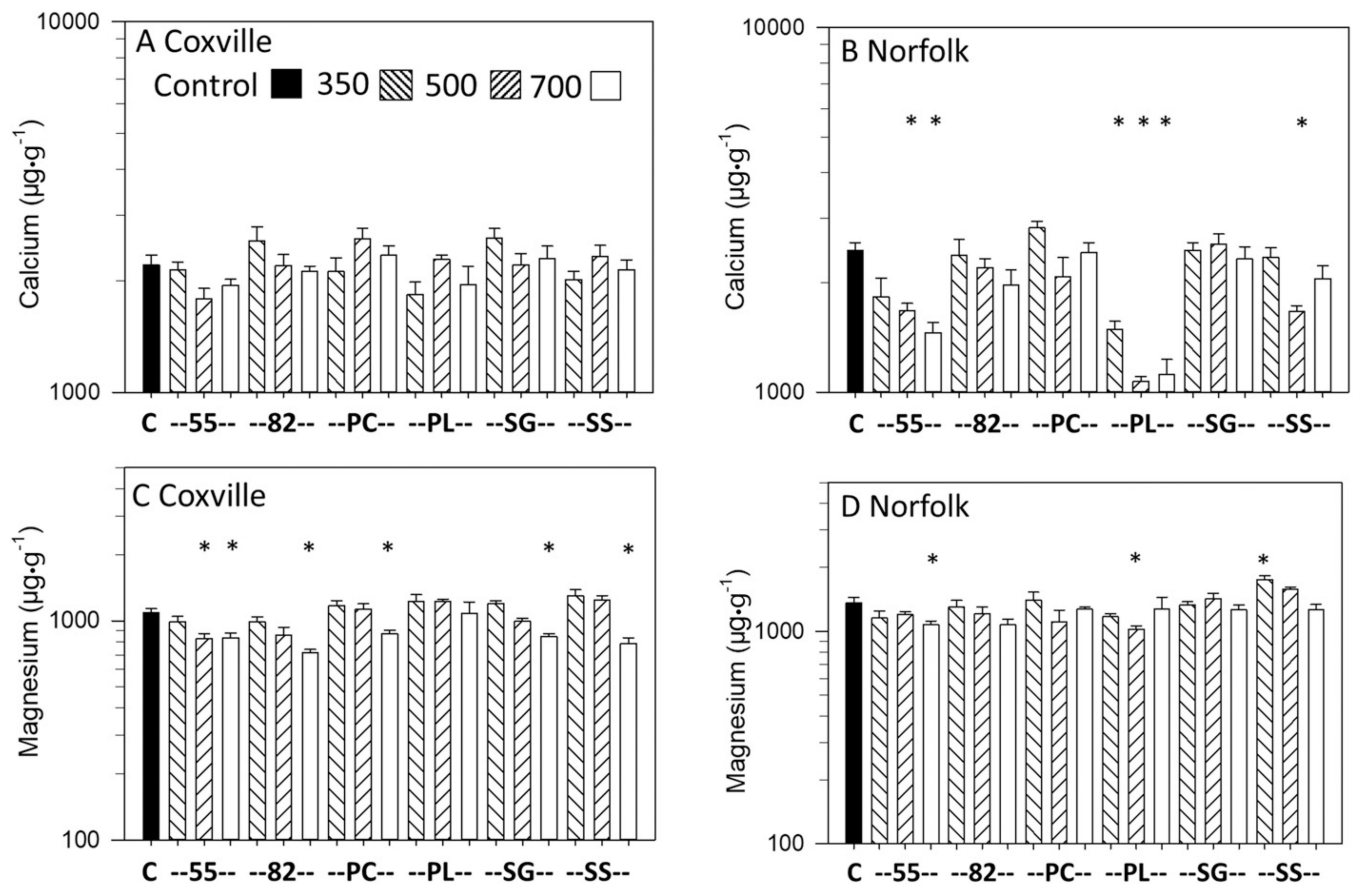 A Coxville
Control 350 500 700
10000
1000
Calcium (µg•g-1)
C --55-- --82-- --PC-- --PL-- --SG-- --SS--
B Norfolk
10000
1000
Calcium (µg•g-1)
* * * * * *
C --55-- --82-- --PC-- --PL-- --SG-- --SS--
C Coxville
1000
100
Magnesium (µg•g-1)
* * * * * *
C --55-- --82-- --PC-- --PL-- --SG-- --SS--
D Norfolk
1000
100
Magnesium (µg•g-1)
* * *
C --55-- --82-- --PC-- --PL-- --SG-- --SS--